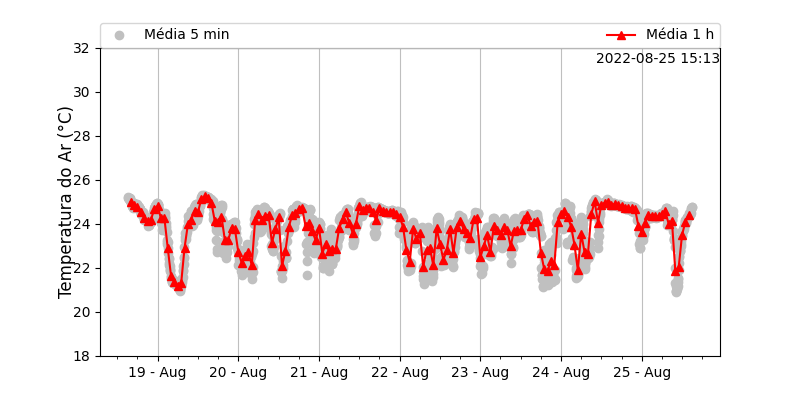 Média 5 min
Média 1 h
2022-08-25 15:13
Temperatura do Ar (°C)
32
30
28
26
24
22
20
18
19 - Aug
20 - Aug
21 - Aug
22 - Aug
23 - Aug
24 - Aug
25 - Aug